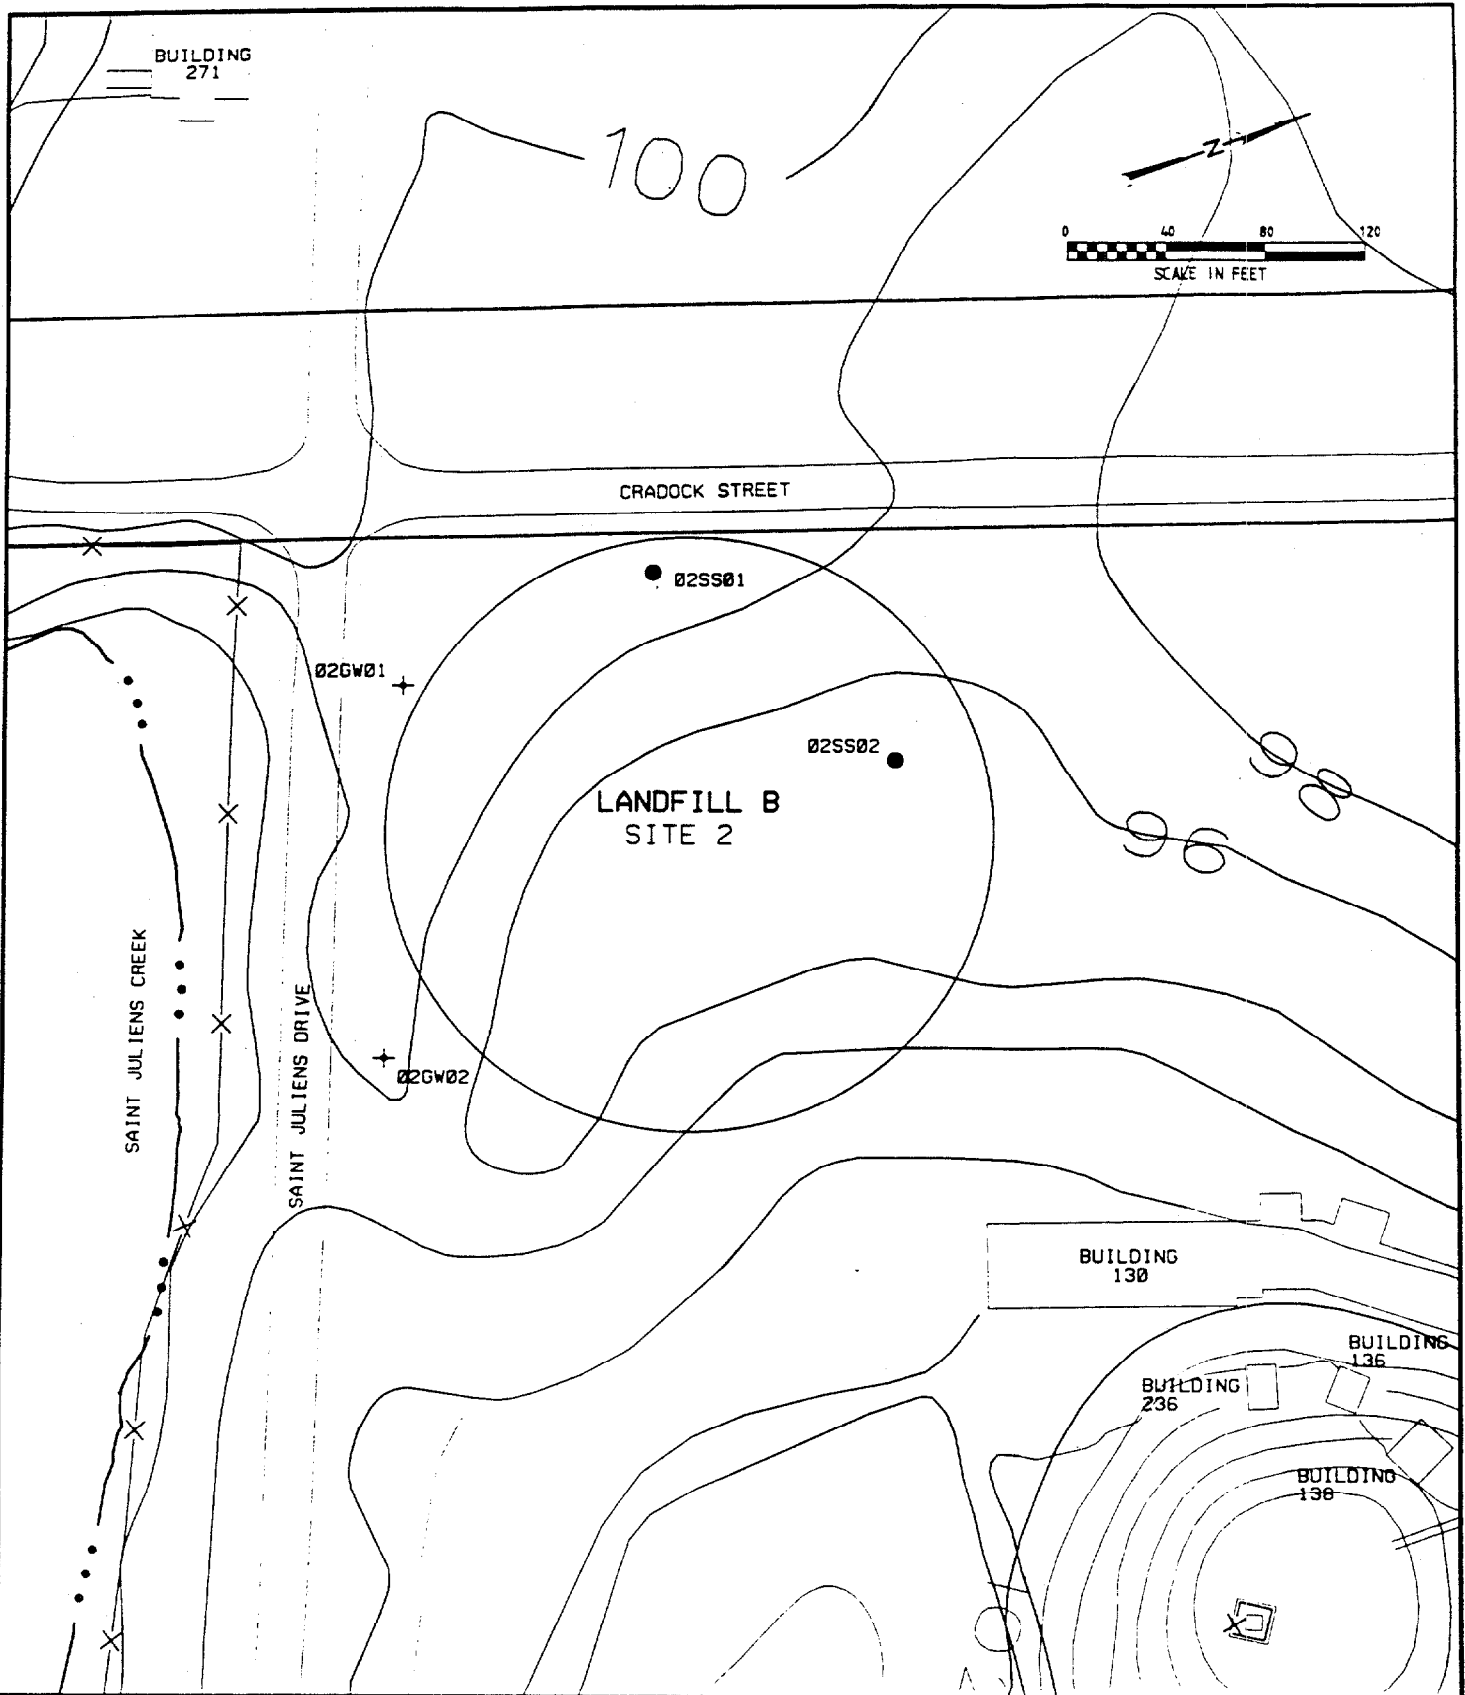 BUILDING
271
100
N
0 40 80 120
SCALE IN FEET
CRADOCK STREET
02SS01
02GW01
02SS02
98
96
LANDFILL B
SITE 2
SAINT JULIENS CREEK
SAINT JULIENS DRIVE
02GW02
BUILDING
130
BUILDING
136
BUILDING
236
BUILDING
138